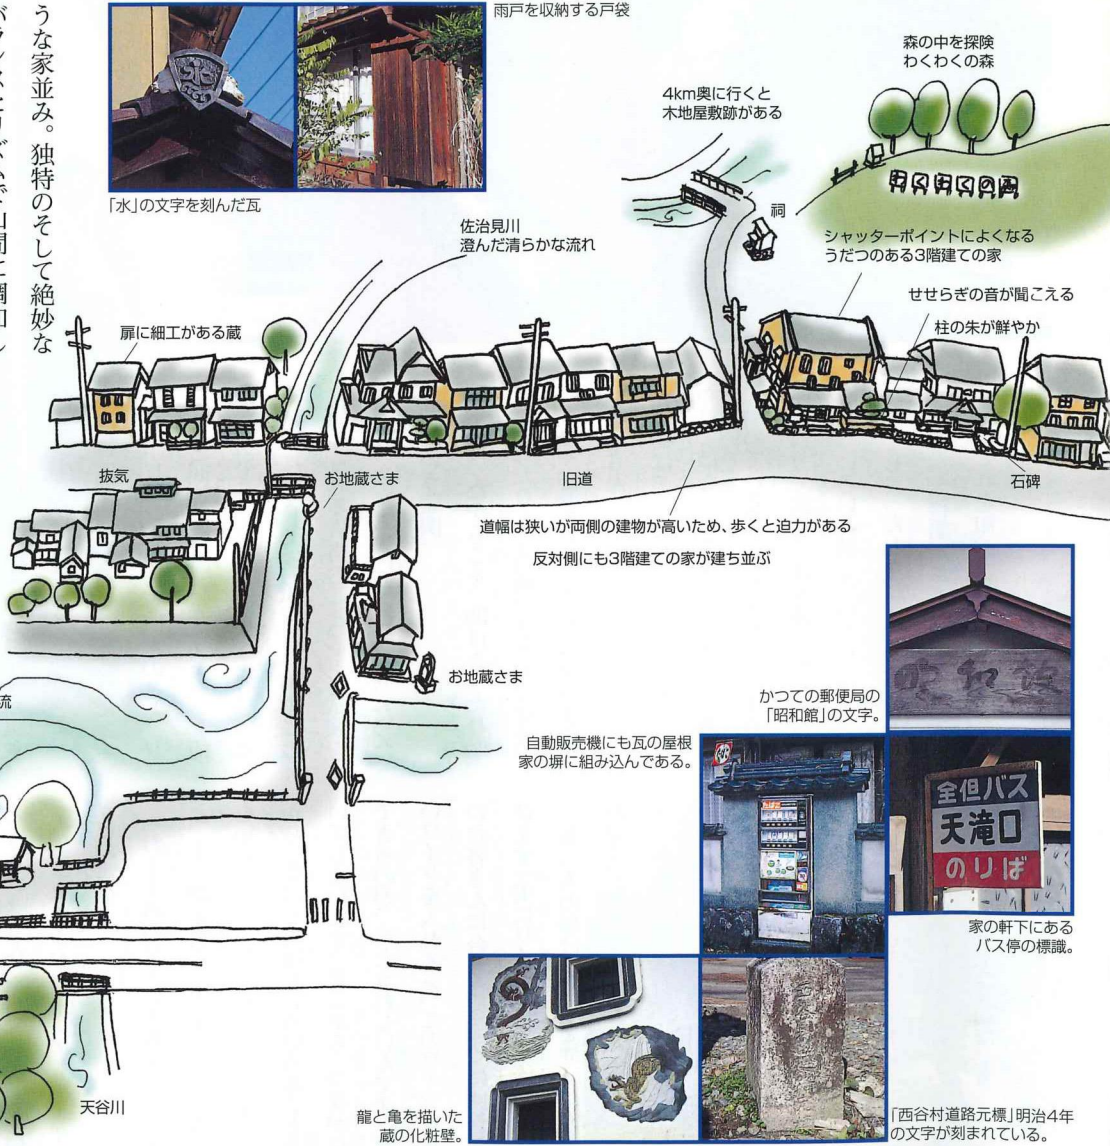 うな家並み。独特のそして絶妙な
雨戸を収納する戸袋
「水」の文字を刻んだ瓦
水
森の中を探険
わくわくの森
4km奥に行くと
木地屋敷跡がある
祠
佐治見川
澄んだ清らかな流れ
シャッターポイントによくなる
うだつのある3階建ての家
せせらぎの音が聞こえる
柱の朱が鮮やか
扉に細工がある蔵
抜気
お地蔵さま
旧道
石碑
道幅は狭いが両側の建物が高いため、歩くと迫力がある
反対側にも3階建ての家が建ち並ぶ
お地蔵さま
流
かつての郵便局の
「昭和館」の文字。
自動販売機にも瓦の屋根
家の塀に組み込んである。
たばこ
全但バス
天滝口
のりば
家の軒下にある
バス停の標識。
天谷川
龍と亀を描いた
蔵の化粧壁。
「西谷村道路元標」明治4年
の文字が刻まれている。